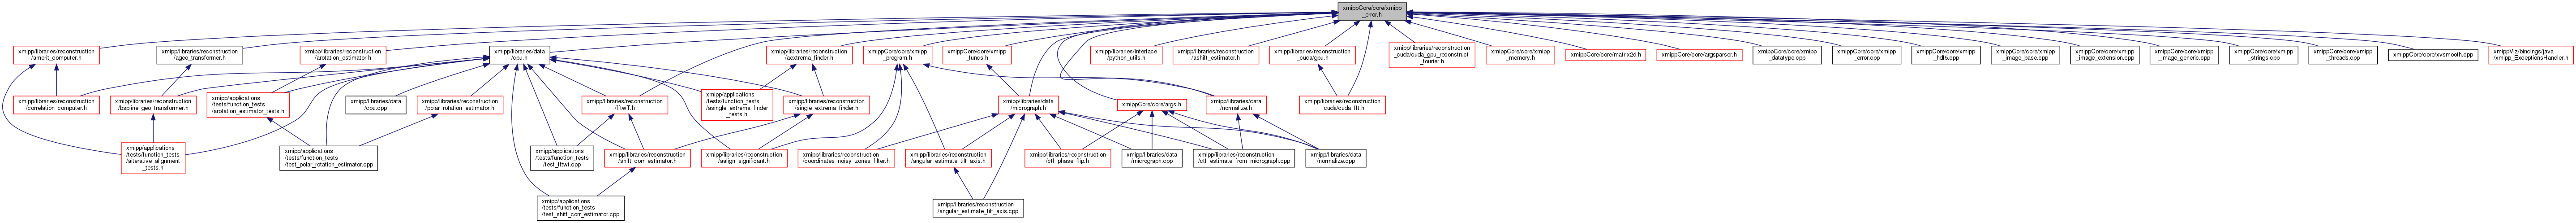 xmippCore/core/xmipp
_error.h
xmipp/libraries/reconstruction
/amerit_computer.h
xmipp/libraries/reconstruction
/ageo_transformer.h
xmipp/libraries/reconstruction
/arotation_estimator.h
xmipp/libraries/data
/cpu.h
xmipp/libraries/reconstruction
/aextrema_finder.h
xmippCore/core/xmipp
_program.h
xmippCore/core/xmipp
_funcs.h
xmipp/libraries/interface
/python_utils.h
xmipp/libraries/reconstruction
/ashift_estimator.h
xmipp/libraries/reconstruction
_cuda/gpu.h
xmipp/libraries/reconstruction
_cuda/cuda_gpu_reconstruct
_fourier.h
xmippCore/core/xmipp
_memory.h
xmippCore/core/matrix2d.h
xmippCore/core/argsparser.h
xmippCore/core/xmipp
_datatype.cpp
xmippCore/core/xmipp
_error.cpp
xmippCore/core/xmipp
_hdf5.cpp
xmippCore/core/xmipp
_image_base.cpp
xmippCore/core/xmipp
_image_extension.cpp
xmippCore/core/xmipp
_image_generic.cpp
xmippCore/core/xmipp
_strings.cpp
xmippCore/core/xmipp
_threads.cpp
xmippCore/core/xvsmooth.cpp
xmippViz/bindings/java
/xmipp_ExceptionsHandler.h
xmipp/libraries/reconstruction
/correlation_computer.h
xmipp/libraries/reconstruction
/bspline_geo_transformer.h
xmipp/applications
/tests/function_tests
/arotation_estimator_tests.h
xmipp/libraries/data
/cpu.cpp
xmipp/libraries/reconstruction
/polar_rotation_estimator.h
xmipp/libraries/reconstruction
/fftwT.h
xmipp/applications
/tests/function_tests
/asingle_extrema_finder
_tests.h
xmipp/libraries/reconstruction
/single_extrema_finder.h
xmipp/libraries/data
/micrograph.h
xmippCore/core/args.h
xmipp/libraries/data
/normalize.h
xmipp/libraries/reconstruction
_cuda/cuda_fft.h
xmipp/applications
/tests/function_tests
/aiterative_alignment
_tests.h
xmipp/applications
/tests/function_tests
/test_polar_rotation_estimator.cpp
xmipp/applications
/tests/function_tests
/test_fftwt.cpp
xmipp/libraries/reconstruction
/shift_corr_estimator.h
xmipp/libraries/reconstruction
/aalign_significant.h
xmipp/libraries/reconstruction
/coordinates_noisy_zones_filter.h
xmipp/libraries/reconstruction
/angular_estimate_tilt_axis.h
xmipp/libraries/reconstruction
/ctf_phase_flip.h
xmipp/libraries/data
/micrograph.cpp
xmipp/libraries/reconstruction
/ctf_estimate_from_micrograph.cpp
xmipp/libraries/data
/normalize.cpp
xmipp/applications
/tests/function_tests
/test_shift_corr_estimator.cpp
xmipp/libraries/reconstruction
/angular_estimate_tilt_axis.cpp